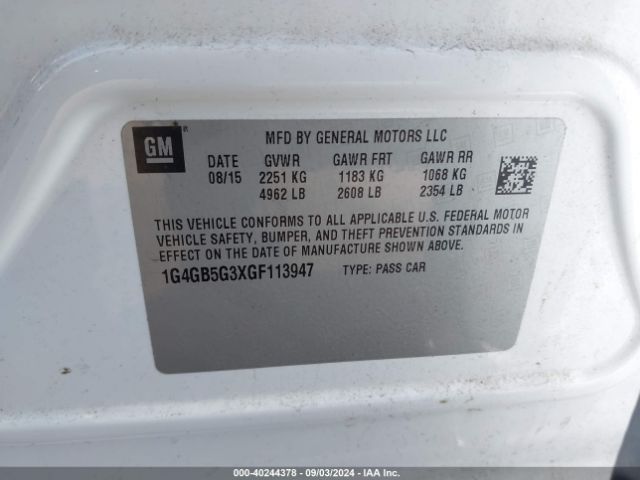 GM ®
MFD BY GENERAL MOTORS LLC
DATE GVWR GAWR FRT GAWR RR
08/15 2251 KG 1183 KG 1068 KG
4962 LB 2608 LB 2354 LB
THIS VEHICLE CONFORMS TO ALL APPLICABLE U.S. FEDERAL MOTOR
VEHICLE SAFETY, BUMPER, AND THEFT PREVENTION STANDARDS IN
EFFECT ON THE DATE OF MANUFACTURE SHOWN ABOVE.
1G4GB5G3XGF113947 TYPE: PASS CAR
000-40244378 - 09/03/2024 - IAA Inc.